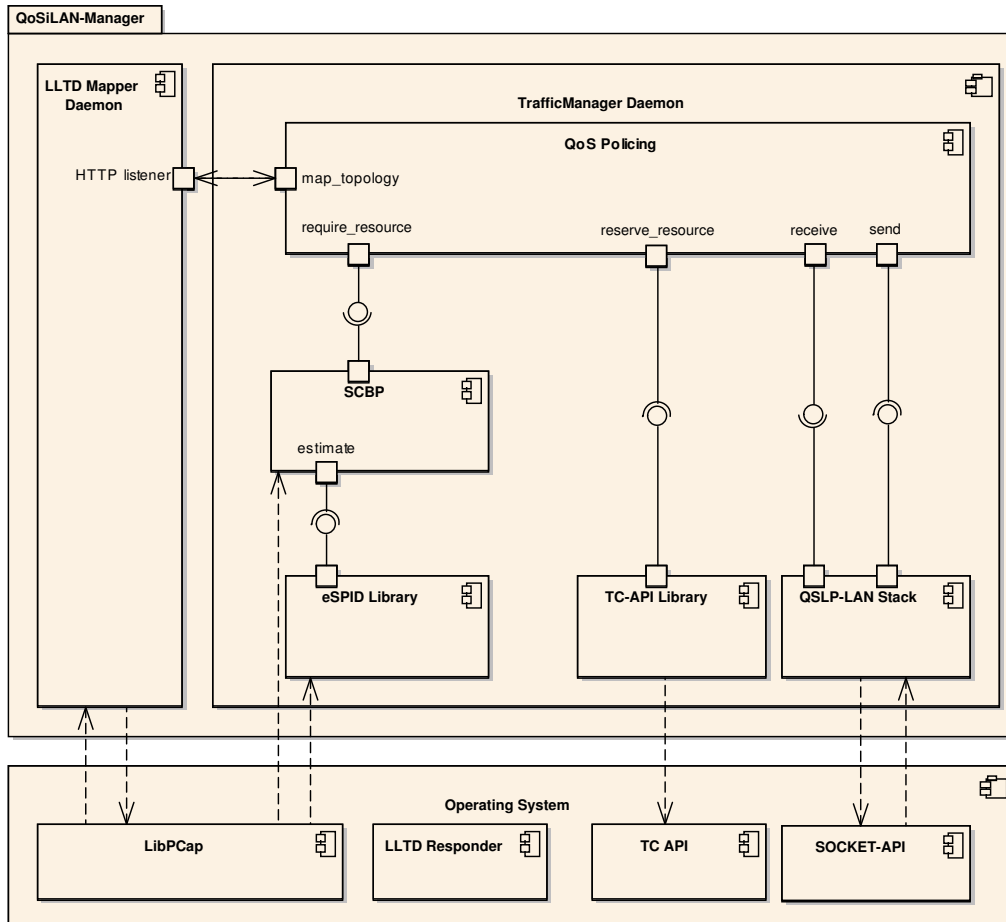 QoSiLAN-Manager
LLTD Mapper
Daemon
TrafficManager Daemon
QoS Policing
HTTP listener
map_topology
require_resource
reserve_resource
receive
send
SCBP
estimate
eSPID Library
TC-API Library
QSLP-LAN Stack
Operating System
LibPCap
LLTD Responder
TC API
SOCKET-API